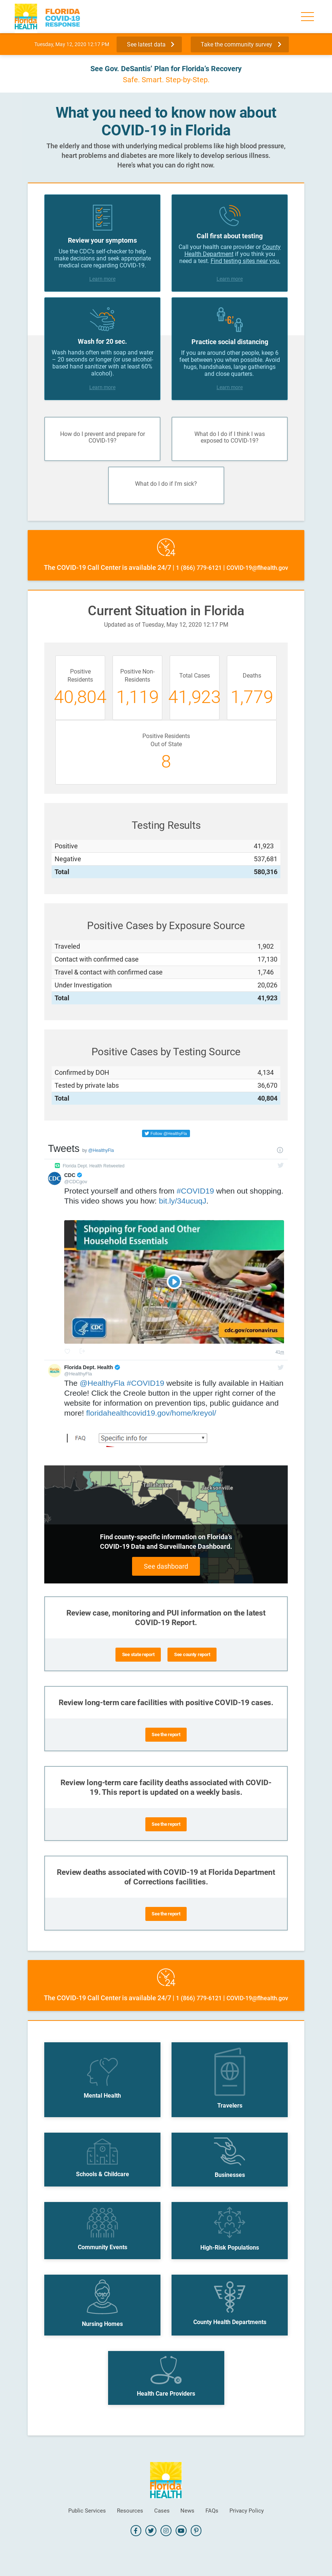 Florida
HEALTH
FLORIDA
COVID-19
RESPONSE
Tuesday, May 12, 2020 12:17 PM
See latest data
Take the community survey
See Gov. DeSantis' Plan for Florida's Recovery
Safe. Smart. Step-by-Step.
What you need to know now about
COVID-19 in Florida
The elderly and those with underlying medical problems like high blood pressure,
heart problems and diabetes are more likely to develop serious illness.
Here's what you can do right now.
Review your symptoms
Use the CDC's self-checker to help
make decisions and seek appropriate
medical care regarding COVID-19.
Learn more
Call first about testing
Call your health care provider or County
Health Department if you think you
need a test. Find testing sites near you.
Learn more
Wash for 20 sec.
Wash hands often with soap and water
– 20 seconds or longer (or use alcohol-
based hand sanitizer with at least 60%
alcohol).
Learn more
6'
Practice social distancing
If you are around other people, keep 6
feet between you when possible. Avoid
hugs, handshakes, large gatherings
and close quarters.
Learn more
How do I prevent and prepare for
COVID-19?
What do I do if I think I was
exposed to COVID-19?
What do I do if I'm sick?
24
The COVID-19 Call Center is available 24/7 | 1 (866) 779-6121 | COVID-19@flhealth.gov
Current Situation in Florida
Updated as of Tuesday, May 12, 2020 12:17 PM
Positive
Residents
40,804
Positive Non-
Residents
1,119
Total Cases
41,923
Deaths
1,779
Positive Residents
Out of State
8
Testing Results
Positive 41,923
Negative 537,681
Total 580,316
Positive Cases by Exposure Source
Traveled 1,902
Contact with confirmed case 17,130
Travel & contact with confirmed case 1,746
Under Investigation 20,026
Total 41,923
Positive Cases by Testing Source
Confirmed by DOH 4,134
Tested by private labs 36,670
Total 40,804
Follow @HealthyFla
Tweets by @HealthyFla
Florida Dept. Health Retweeted
CDC
@CDCgov
Protect yourself and others from #COVID19 when out shopping.
This video shows you how: bit.ly/34ucuqJ.
Shopping for Food and Other
Household Essentials
CDC
cdc.gov/coronavirus
Florida Dept. Health
@HealthyFla
The @HealthyFla #COVID19 website is fully available in Haitian
Creole! Click the Creole button in the upper right corner of the
website for information on prevention tips, public guidance and
more! floridahealthcovid19.gov/home/kreyol/
FAQ
Specific info for
Tallahassee
Jacksonville
Find county-specific information on Florida's
COVID-19 Data and Surveillance Dashboard.
See dashboard
Review case, monitoring and PUI information on the latest
COVID-19 Report.
See state report
See county report
Review long-term care facilities with positive COVID-19 cases.
See the report
Review long-term care facility deaths associated with COVID-
19. This report is updated on a weekly basis.
See the report
Review deaths associated with COVID-19 at Florida Department
of Corrections facilities.
See the report
24
The COVID-19 Call Center is available 24/7 | 1 (866) 779-6121 | COVID-19@flhealth.gov
Mental Health
Travelers
Schools & Childcare
Businesses
Community Events
High-Risk Populations
Nursing Homes
County Health Departments
Health Care Providers
Florida
HEALTH
Public Services
Resources
Cases
News
FAQs
Privacy Policy